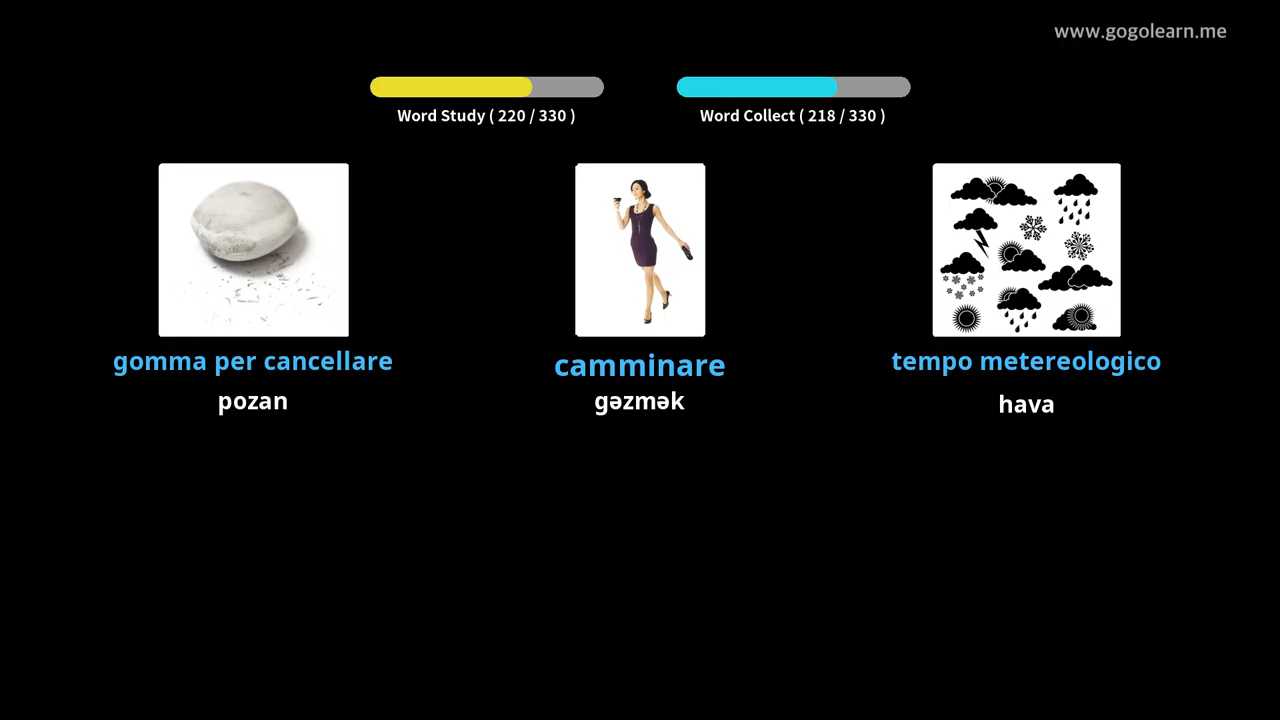 www.gogolearn.me
Word Study ( 220 / 330 )
Word Collect ( 218 / 330 )
gomma per cancellare
camminare
tempo metereologico
pozan
gəzmək
hava